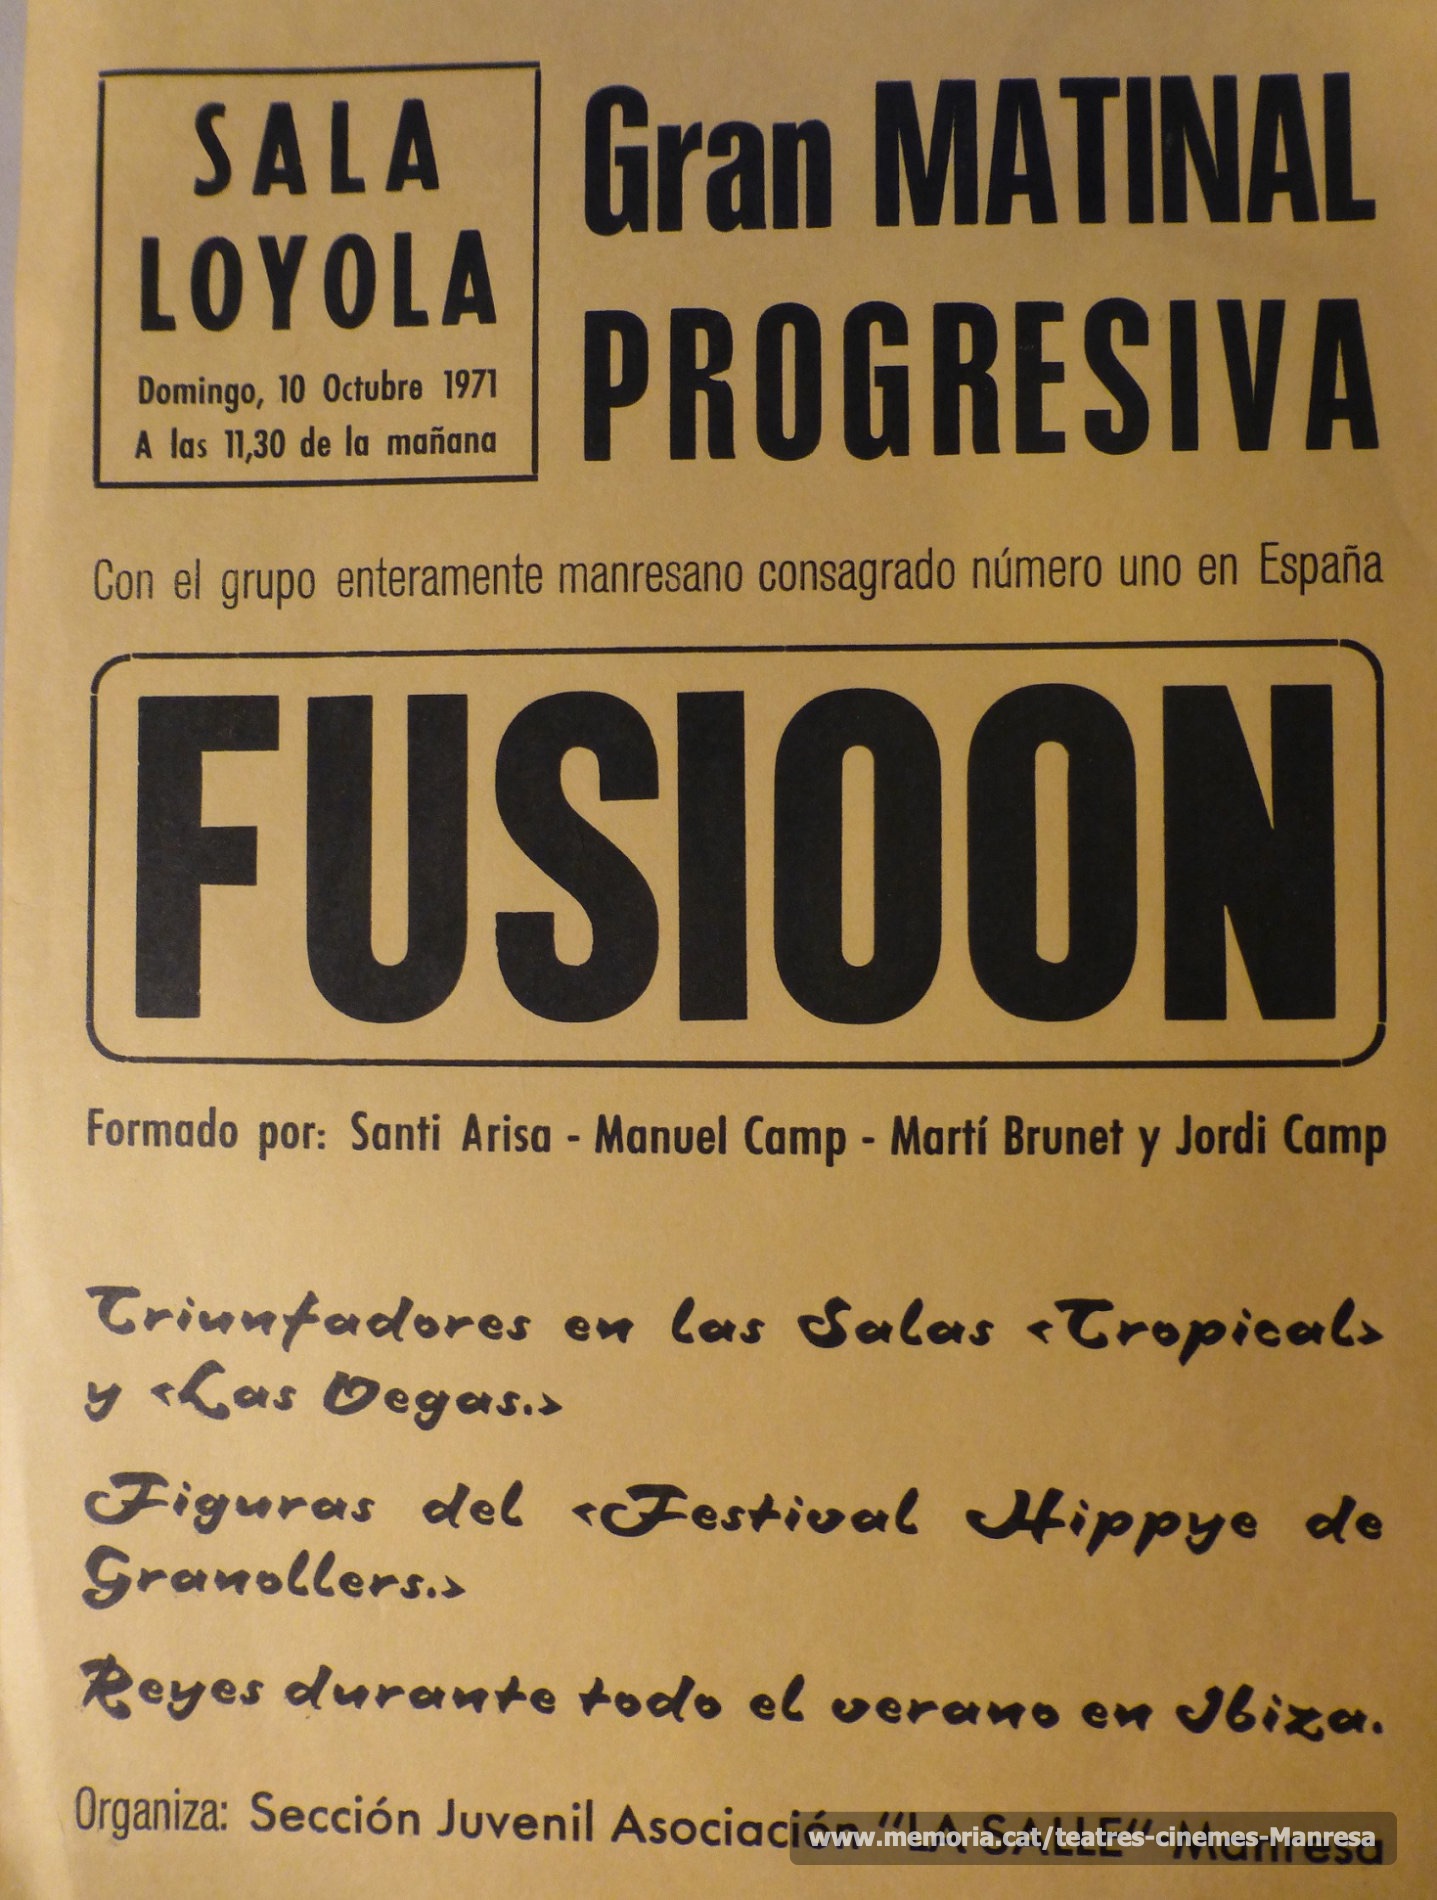 SALA
LOYOLA
Domingo, 10 Octubre 1971
A las 11,30 de la mañana
Gran MATINAL
PROGRESIVA
Con el grupo enteramente manresano consagrado número uno en España
FUSIOON
Formado por: Santi Arisa - Manuel Camp - Martí Brunet y Jordi Camp
Triunfadores en las Salas <Tropical>
y <Las Vegas.>
Figuras del <Festival Hippye de
Granollers.>
Reyes durante todo el verano en Ibiza.
Organiza: Sección Juvenil Asociación "LA SALLE" Manresa
www.memoria.cat/teatres-cinemes-Manresa